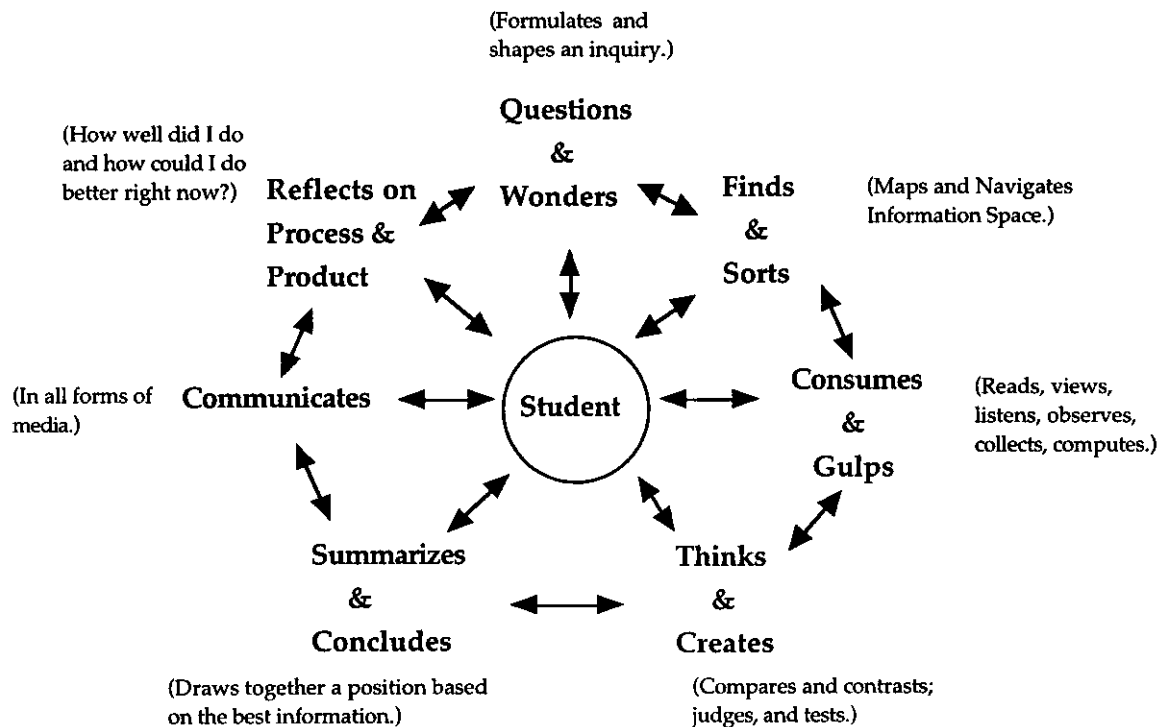 (Formulates and
shapes an inquiry.)
Questions
&
Wonders
(How well did I do
and how could I do
better right now?)
Reflects on
Process &
Product
Finds
&
Sorts
(Maps and Navigates
Information Space.)
(In all forms of
media.)
Communicates
Student
Consumes
&
Gulps
(Reads, views,
listens, observes,
collects, computes.)
Summarizes
&
Concludes
(Draws together a position based
on the best information.)
Thinks
&
Creates
(Compares and contrasts;
judges, and tests.)